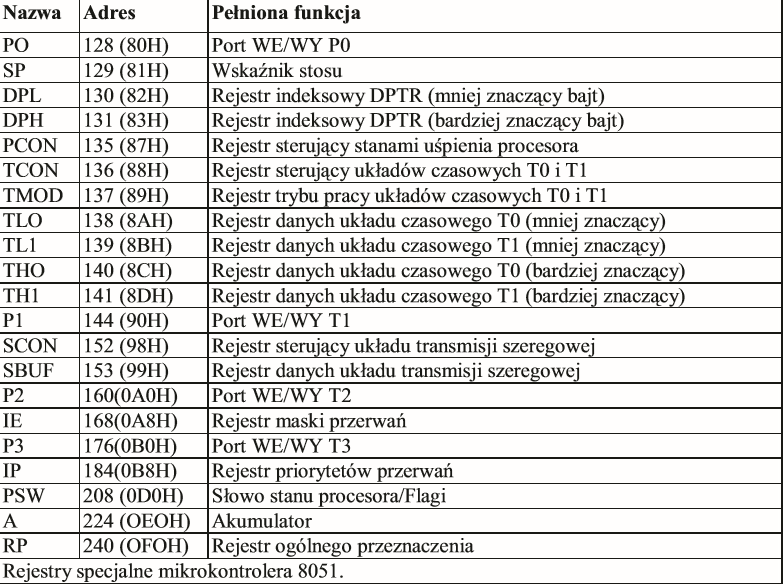 Nazwa Adres Pełniona funkcja
PO 128 (80H) Port WE/WY P0
SP 129 (81H) Wskaźnik stosu
DPL 130 (82H) Rejestr indeksowy DPTR (mniej znaczący bajt)
DPH 131 (83H) Rejestr indeksowy DPTR (bardziej znaczący bajt)
PCON 135 (87H) Rejestr sterujący stanami uśpienia procesora
TCON 136 (88H) Rejestr sterujący układów czasowych T0 i T1
TMOD 137 (89H) Rejestr trybu pracy układów czasowych T0 i T1
TLO 138 (8AH) Rejestr danych układu czasowego T0 (mniej znaczący)
TL1 139 (8BH) Rejestr danych układu czasowego T1 (mniej znaczący)
THO 140 (8CH) Rejestr danych układu czasowego T0 (bardziej znaczący)
TH1 141 (8DH) Rejestr danych układu czasowego T1 (bardziej znaczący)
P1 144 (90H) Port WE/WY T1
SCON 152 (98H) Rejestr sterujący układu transmisji szeregowej
SBUF 153 (99H) Rejestr danych układu transmisji szeregowej
P2 160(0A0H) Port WE/WY T2
IE 168(0A8H) Rejestr maski przerwań
P3 176(0B0H) Port WE/WY T3
IP 184(0B8H) Rejestr priorytetów przerwań
PSW 208 (0D0H) Słowo stanu procesora/Flagi
A 224 (OEOH) Akumulator
RP 240 (OFOH) Rejestr ogólnego przeznaczenia
Rejestry specjalne mikrokontrolera 8051.